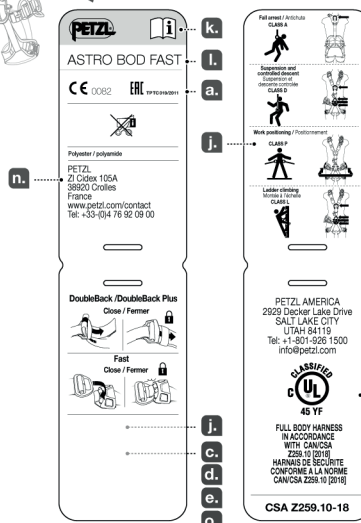 PETZL
i
k.
ASTRO BOD FAST
l.
CE 0082 EAC TP TC 019/2011
a.
Polyester / polyamide
n.
PETZL
ZI Cidex 105A
38920 Crolles
France
www.petzl.com/contact
Tel: +33-(0)4 76 92 09 00
DoubleBack /DoubleBack Plus
Close / Fermer
Fast
Close / Fermer
j.
c.
d.
e.
o.
Fall arrest / Antichute
CLASS A
Suspension and
controlled descent
Suspension et
descente contrôlée
CLASS D
j.
Work positioning / Positionnement
CLASS P
Ladder climbing
Montée à l'échelle
CLASS L
PETZL AMERICA
2929 Decker Lake Drive
SALT LAKE CITY
UTAH 84119
Tel: +1-801-926 1500
info@petzl.com
CLASSIFIED
C UL
45 YF
FULL BODY HARNESS
IN ACCORDANCE
WITH CAN/CSA
Z259.10 [2018]
HARNAIS DE SÉCURITÉ
CONFORME A LA NORME
CAN/CSA Z259.10 [2018]
CSA Z259.10-18